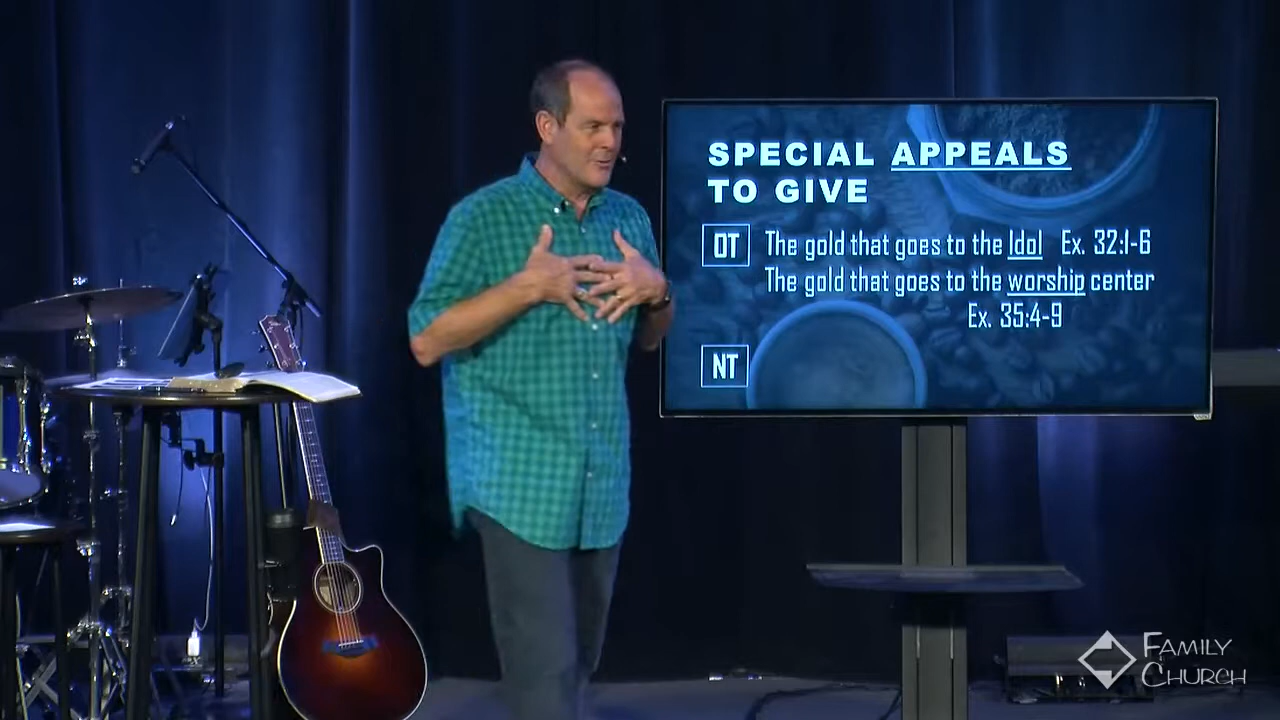 SPECIAL APPEALS
TO GIVE
OT The gold that goes to the Idol Ex. 32:1-6
The gold that goes to the worship center
Ex. 35:4-9
NT
FAMILY
CHURCH